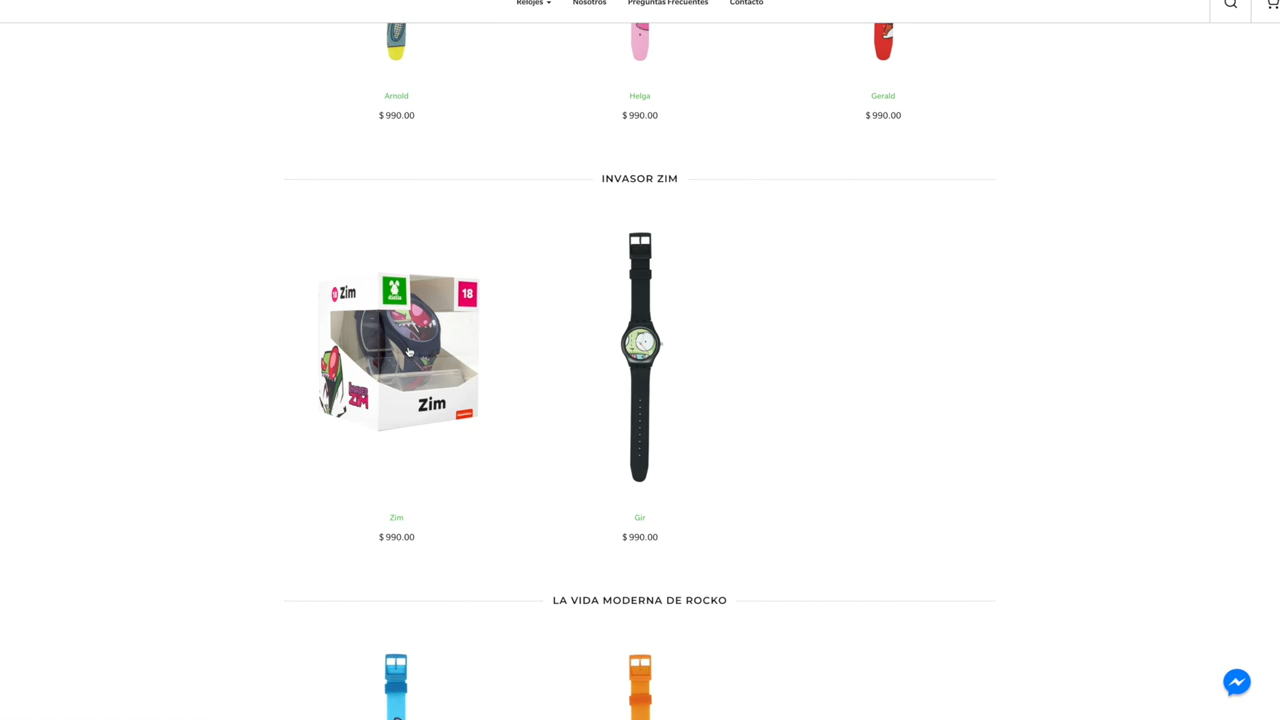 Relojes
Nosotros
Preguntas Frecuentes
Contacto
Arnold
Helga
Gerald
$ 990.00
$ 990.00
$ 990.00
INVASOR ZIM
Zim
18
Zim
Zim
Gir
$ 990.00
$ 990.00
LA VIDA MODERNA DE ROCKO